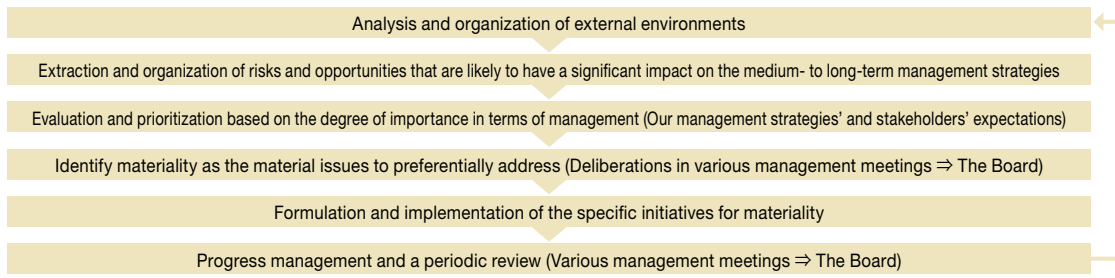 Analysis and organization of external environments
Extraction and organization of risks and opportunities that are likely to have a significant impact on the medium- to long-term management strategies
Evaluation and prioritization based on the degree of importance in terms of management (Our management strategies’ and stakeholders’ expectations)
Identify materiality as the material issues to preferentially address (Deliberations in various management meetings ⇒ The Board)
Formulation and implementation of the specific initiatives for materiality
Progress management and a periodic review (Various management meetings ⇒ The Board)